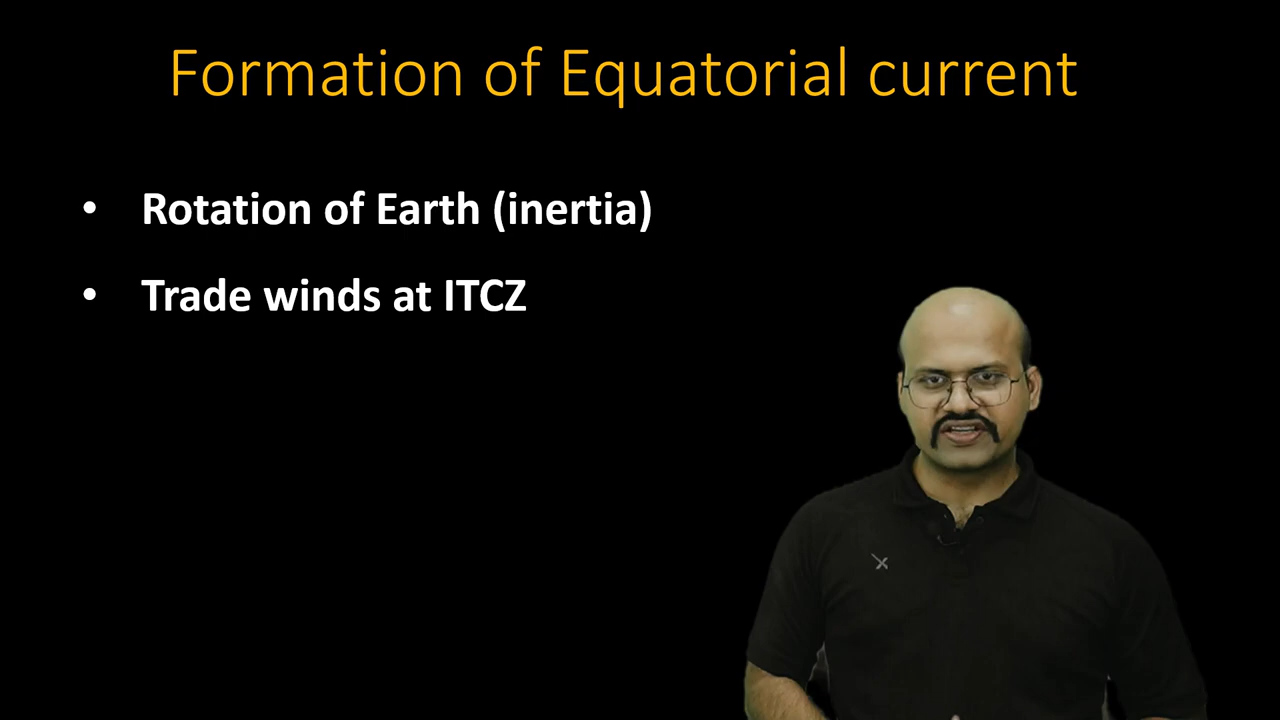 Formation of Equatorial current
• Rotation of Earth (inertia)
• Trade winds at ITCZ